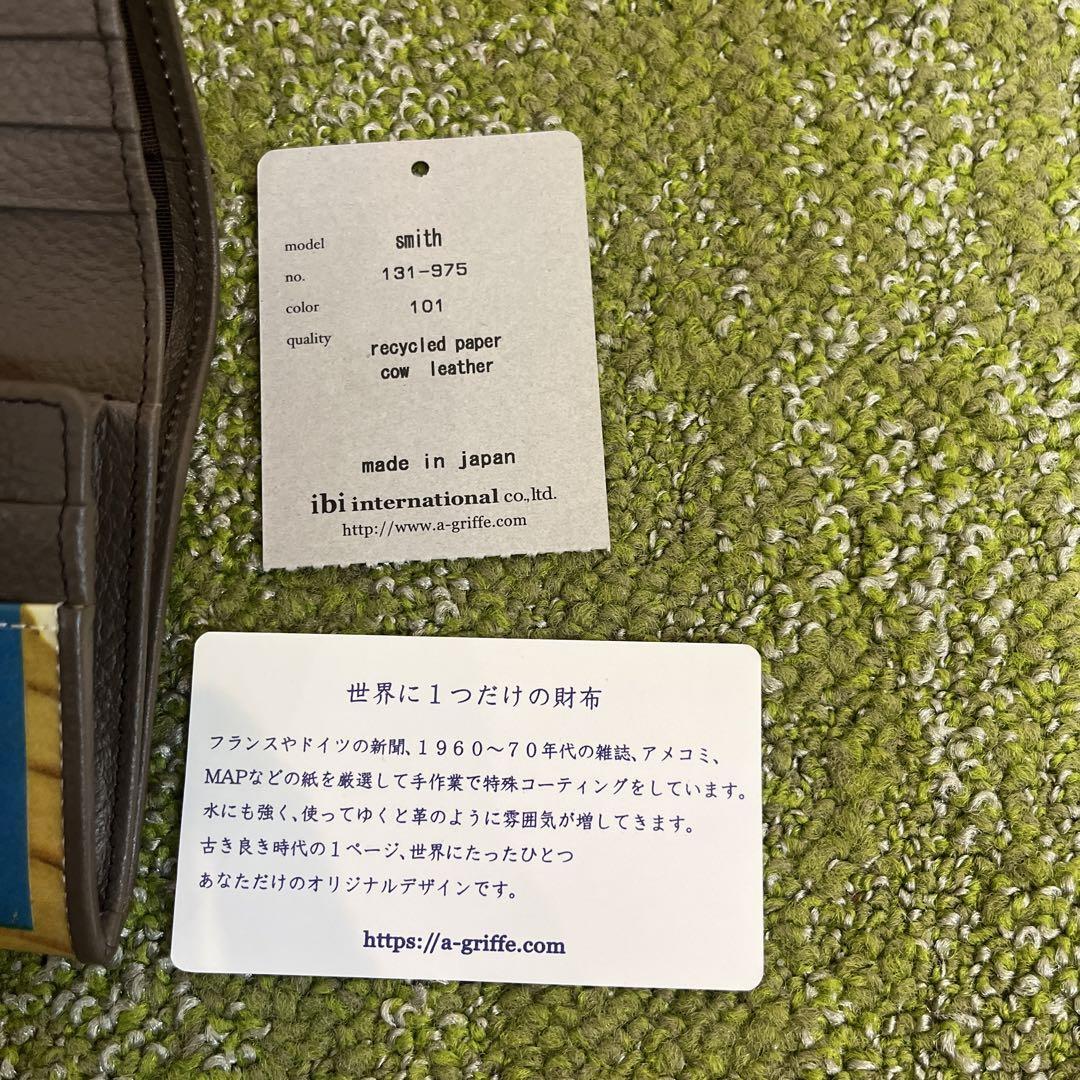 model smith
no. 131-975
color 101
quality recycled paper
cow leather
made in japan
ibi international co.,ltd.
http://www.a-griffe.com
世界に１つだけの財布
フランスやドイツの新聞、１９６０〜７０年代の雑誌、アメコミ、
MAPなどの紙を厳選して手作業で特殊コーティングをしています。
水にも強く、使ってゆくと革のように雰囲気が増してきます。
古き良き時代の１ページ、世界にたったひとつ
あなただけのオリジナルデザインです。
https://a-griffe.com